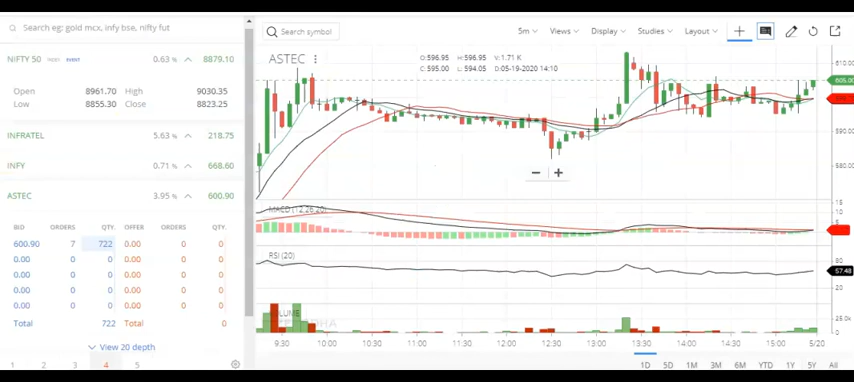 Search eg: gold mcx, infy bse, nifty fut
NIFTY 50 INDEX EVENT 0.63 % 8879.10
Open 8961.70 High 9030.35
Low 8855.30 Close 8823.25
INFRATEL 5.63 % 218.75
INFY 0.71 % 668.60
ASTEC 3.95 % 600.90
BID ORDERS QTY. OFFER ORDERS QTY.
600.90 7 722 0.00 0 0
0.00 0 0 0.00 0 0
0.00 0 0 0.00 0 0
0.00 0 0 0.00 0 0
0.00 0 0 0.00 0 0
Total 722 Total 0
View 20 depth
1 2 3 4 5
Search symbol 5m Views Display Studies Layout
ASTEC
O: 596.95 H: 596.95 V: 1.71 K
C: 595.00 L: 594.05 D: 05-19-2020 14:10
610.00
605.00
590.00
580.00
MACD (12,26,20)
15
10
RSI (20)
80
57.48
20
VOLUME
25.0k
9:30 10:00 10:30 11:00 11:30 12:00 12:30 13:00 13:30 14:00 14:30 15:00 5/20
1D 5D 1M 3M 6M YTD 1Y 5Y All